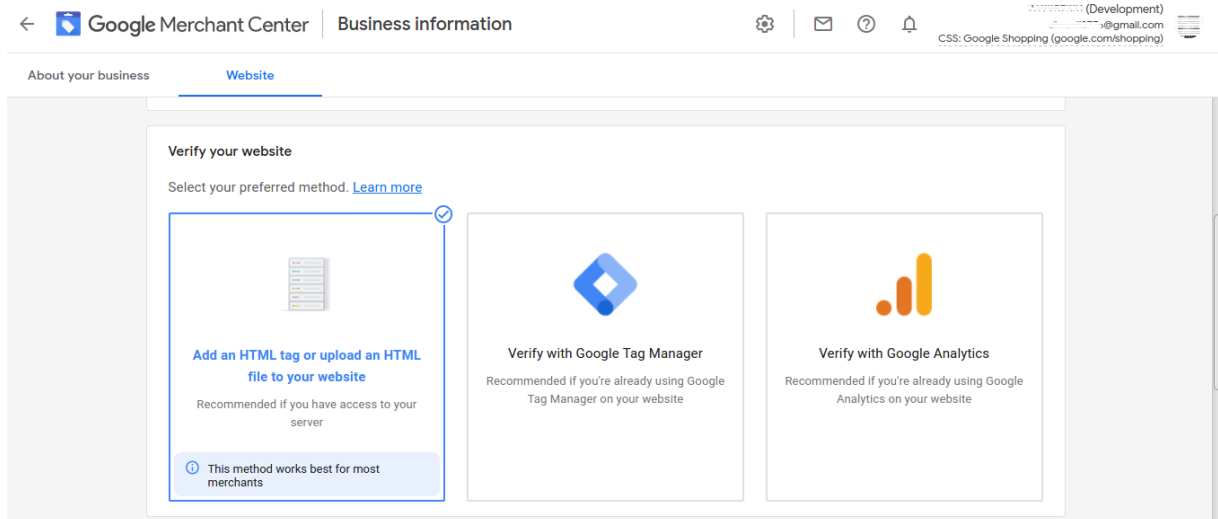 Google Merchant Center
Business information
(Development)
@gmail.com
CSS: Google Shopping (google.com/shopping)
About your business
Website
Verify your website
Select your preferred method. Learn more
Add an HTML tag or upload an HTML
file to your website
Recommended if you have access to your
server
This method works best for most
merchants
Verify with Google Tag Manager
Recommended if you're already using Google
Tag Manager on your website
Verify with Google Analytics
Recommended if you're already using Google
Analytics on your website